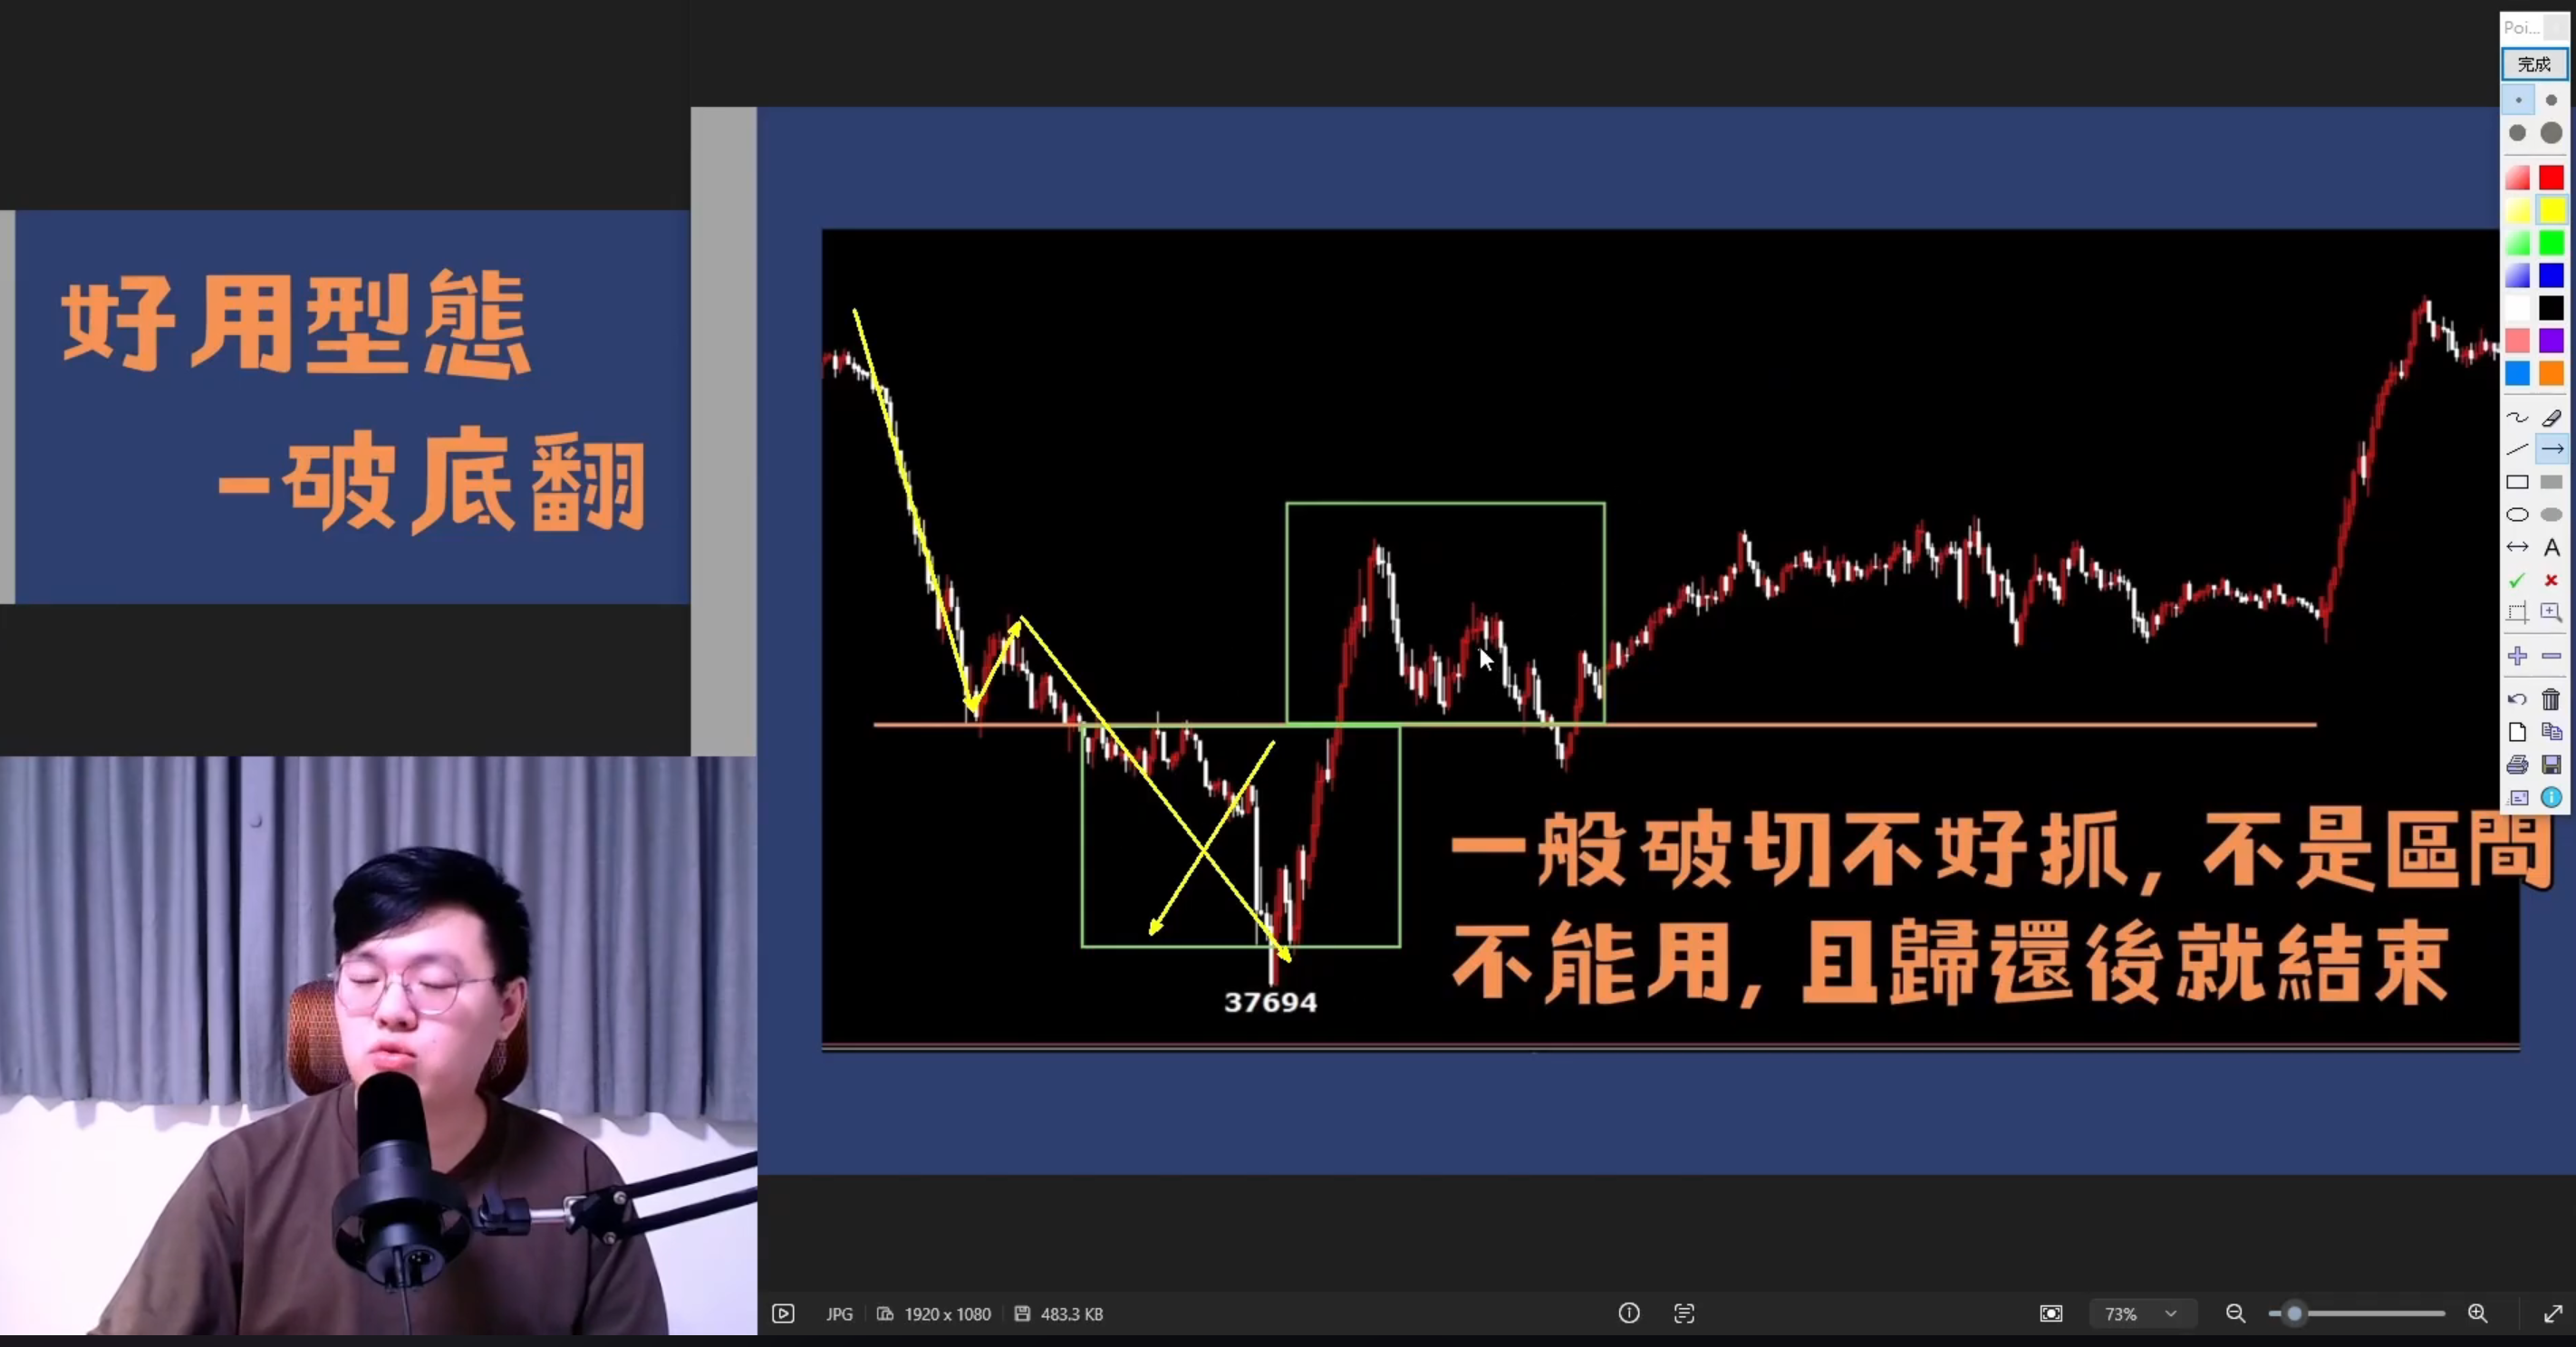 好用型態
-破底翻
Poi...
完成
A
37694
一般破切不好抓, 不是區間
不能用, 且歸還後就結束
JPG
1920 x 1080
483.3 KB
73%